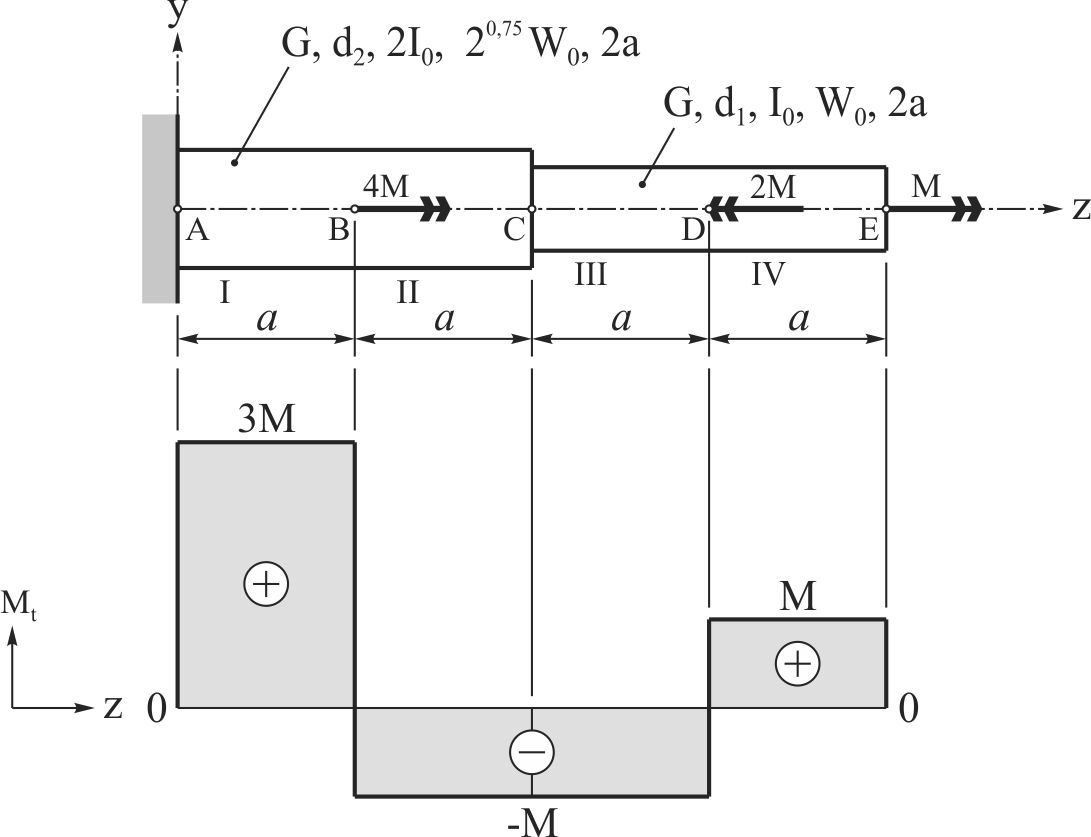 y
G, d₂, 2I₀, 2^0,75 W₀, 2a
G, d₁, I₀, W₀, 2a
4M 2M M
A B C D E z
I II III IV
a a a a
3M
M
Mₜ
z 0 0
-M